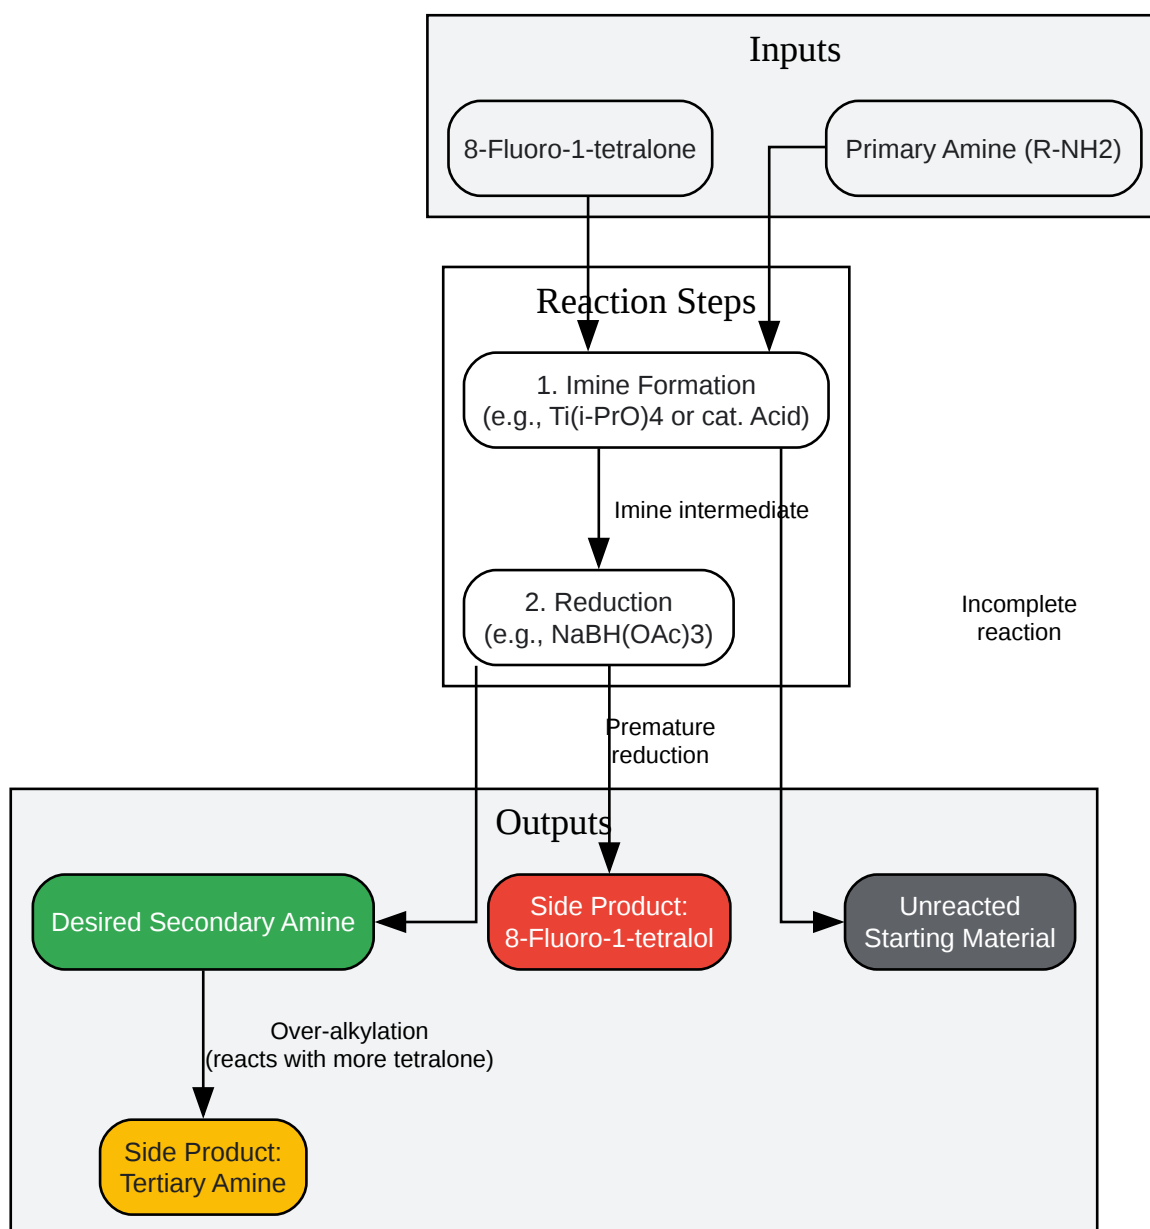 Inputs
8-Fluoro-1-tetralone
Primary Amine (R-NH2)
Reaction Steps
1. Imine Formation
(e.g., Ti(i-PrO)4 or cat. Acid)
Imine intermediate
2. Reduction
(e.g., NaBH(OAc)3)
Incomplete
reaction
Premature
reduction
Outputs
Desired Secondary Amine
Side Product:
8-Fluoro-1-tetralol
Unreacted
Starting Material
Over-alkylation
(reacts with more tetralone)
Side Product:
Tertiary Amine